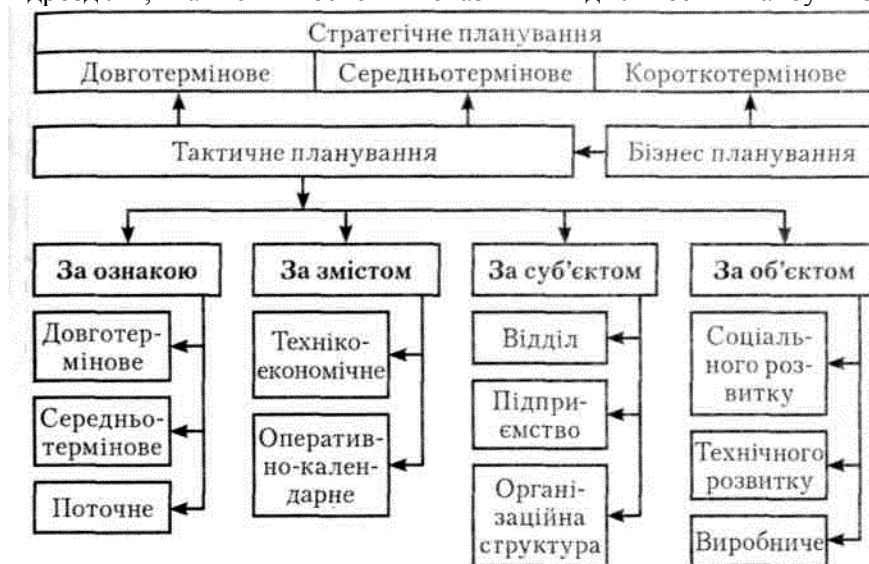 Стратегічне планування
Довготермінове Середньотермінове Короткотермінове
Тактичне планування Бізнес планування
За ознакою За змістом За суб’єктом За об’єктом
Довготер-
мінове
Середньо-
термінове
Поточне
Техніко-
економічне
Оператив-
но-кален-
дарне
Відділ
Підпри-
ємство
Органі-
заційна
структура
Соціаль-
ного роз-
витку
Технічного
розвитку
Виробниче